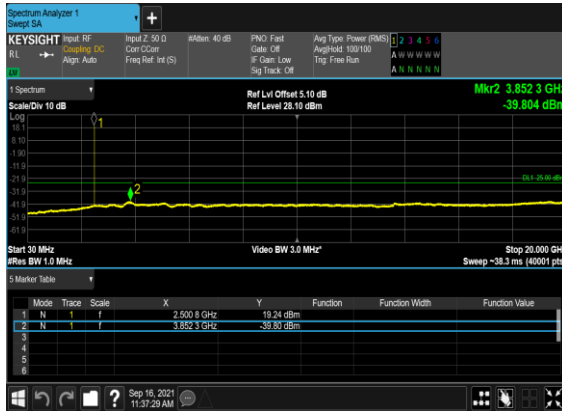 Spectrum Analyzer 1
Swept SA
+
KEYSIGHT Input: RF Input Z: 50 Ω #Atten: 40 dB PNO: Fast Avg Type: Power (RMS) 1 2 3 4 5 6
RL Coupling: DC Corr CCorr Gate: Off Avg|Hold: 100/100 A W W W W W
Align: Auto Freq Ref: Int (S) IF Gain: Low Trig: Free Run
LXI Sig Track: Off A N N N N N
1 Spectrum Ref Lvl Offset 5.10 dB Mkr2 3.852 3 GHz
Scale/Div 10 dB Ref Level 28.10 dBm -39.804 dBm
Log
18.1
1
8.10
-1.90
-11.9
-21.9
DL1 -25.00 dBm
-31.9
2
-41.9
-51.9
-61.9
Start 30 MHz Video BW 3.0 MHz* Stop 20.000 GHz
#Res BW 1.0 MHz Sweep ~38.3 ms (40001 pts)
5 Marker Table
Mode Trace Scale X Y Function Function Width Function Value
1 N 1 f 2.500 8 GHz 19.24 dBm
2 N 1 f 3.852 3 GHz -39.80 dBm
3
4
5
6
? Sep 16, 2021
11:37:29 AM